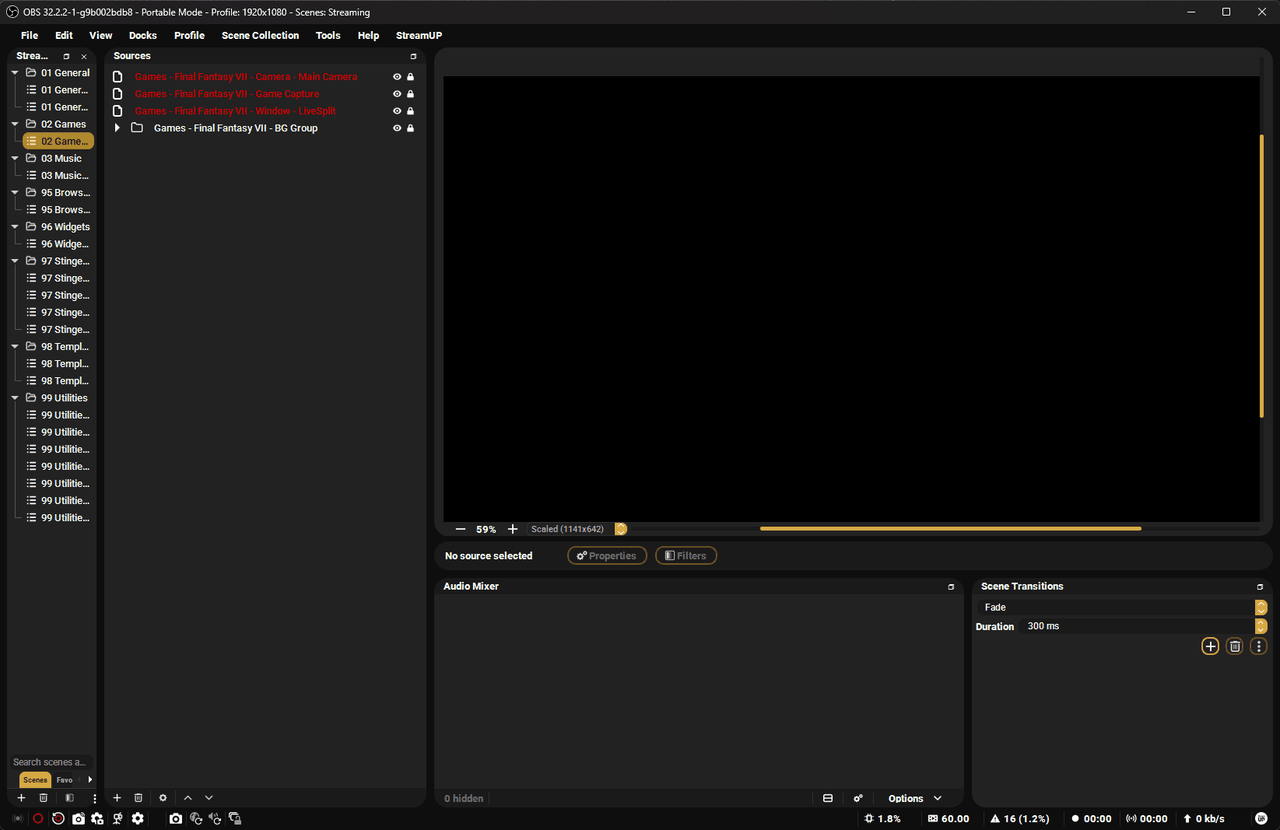 OBS 32.2.2-1-g9b002bdb8 - Portable Mode - Profile: 1920x1080 - Scenes: Streaming
File Edit View Docks Profile Scene Collection Tools Help StreamUP
Strea...
01 General
01 Gener...
01 Gener...
02 Games
02 Game...
03 Music
03 Music...
95 Brows...
95 Brows...
96 Widgets
96 Widge...
97 Stinge...
97 Stinge...
97 Stinge...
97 Stinge...
97 Stinge...
98 Templ...
98 Templ...
98 Templ...
99 Utilities
99 Utilitie...
99 Utilitie...
99 Utilitie...
99 Utilitie...
99 Utilitie...
99 Utilitie...
99 Utilitie...
Search scenes a...
Scenes Favo
Sources
Games - Final Fantasy VII - Camera - Main Camera
Games - Final Fantasy VII - Game Capture
Games - Final Fantasy VII - Window - LiveSplit
Games - Final Fantasy VII - BG Group
59% Scaled (1141x642)
No source selected Properties Filters
Audio Mixer
0 hidden Options
Scene Transitions
Fade
Duration 300 ms
1.8% 60.00 16 (1.2%) 00:00 00:00 0 kb/s